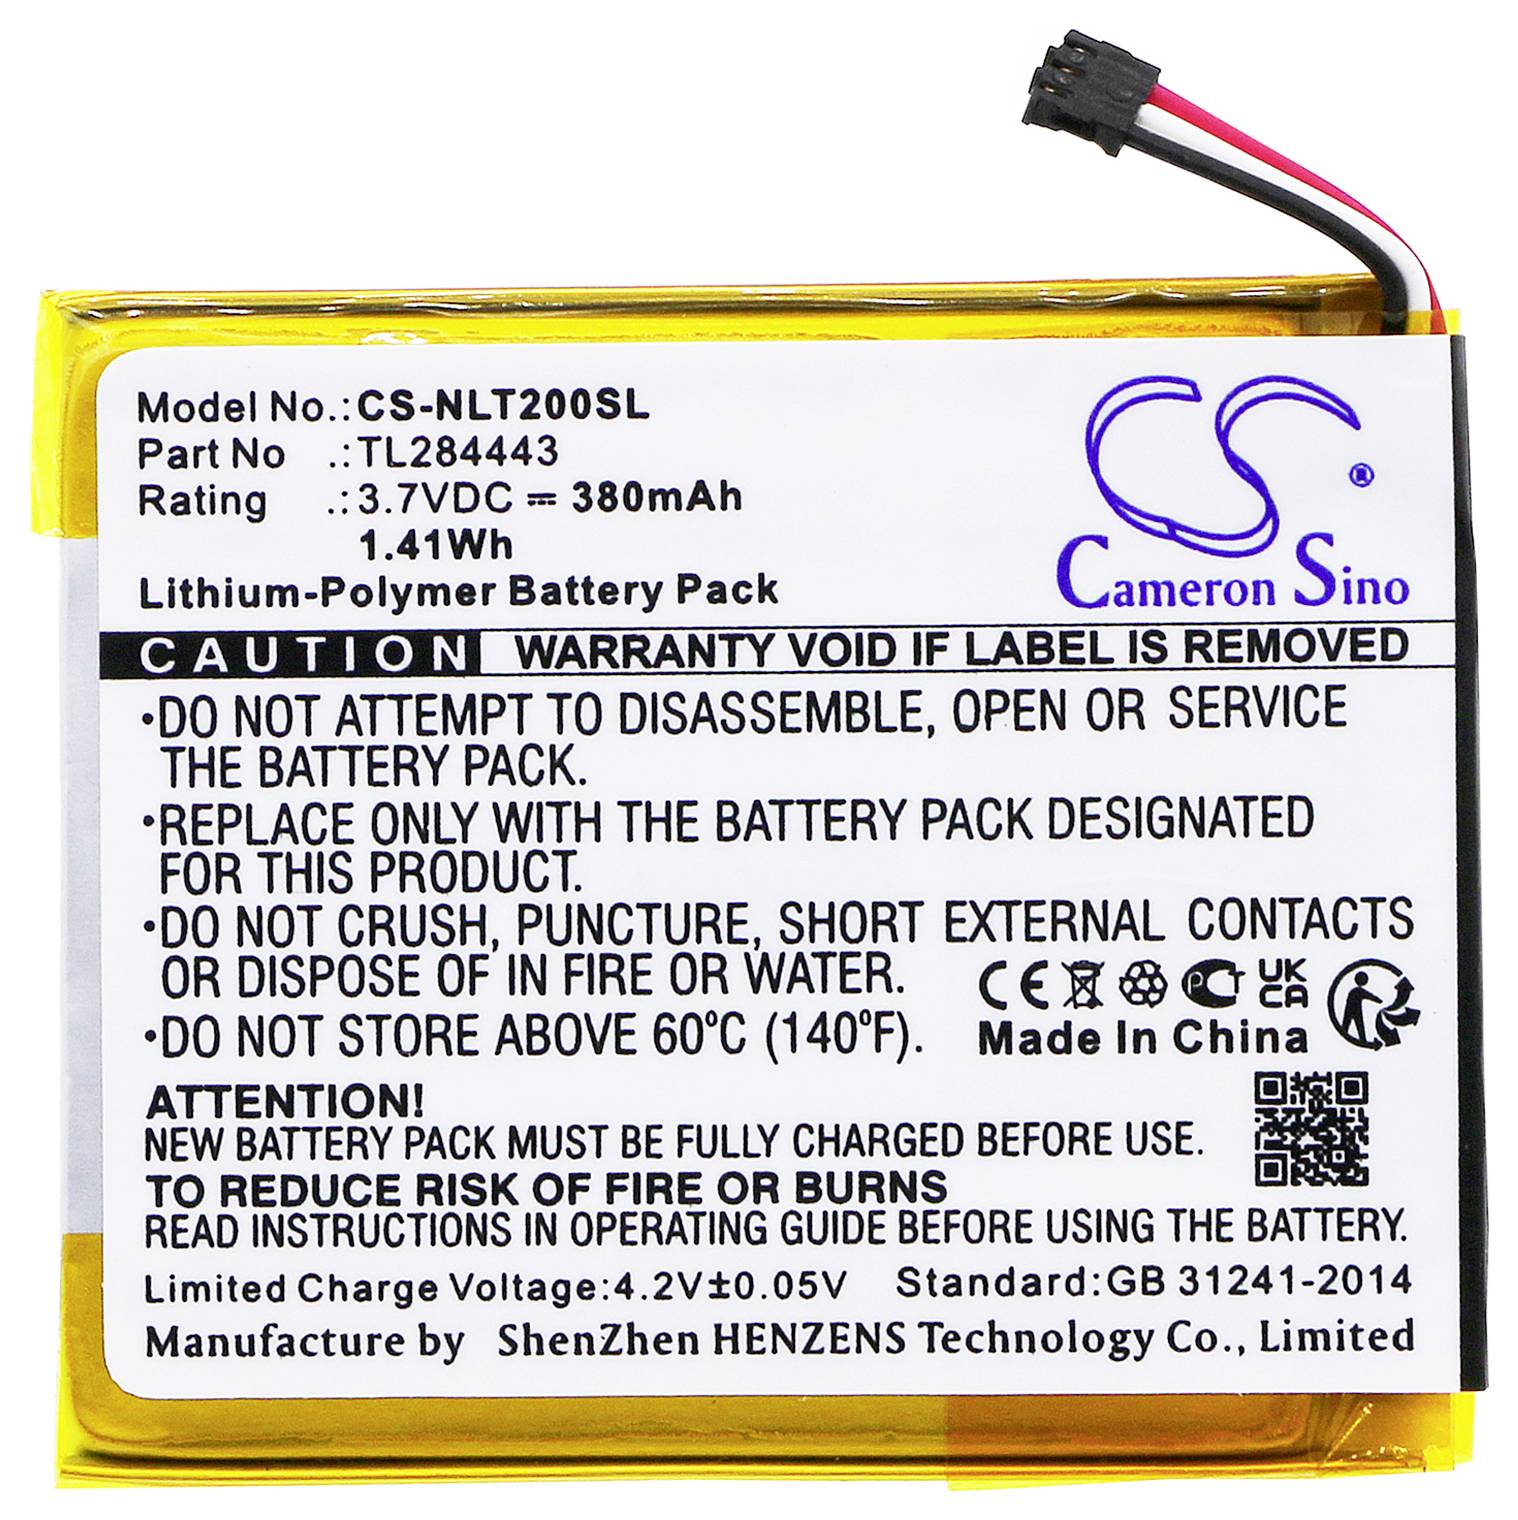 Model No.: CS-NLT200SL
Part No .: TL284443
Rating .: 3.7VDC ⎓ 380mAh
1.41Wh
Lithium-Polymer Battery Pack
CS ®
Cameron Sino
CAUTION WARRANTY VOID IF LABEL IS REMOVED
•DO NOT ATTEMPT TO DISASSEMBLE, OPEN OR SERVICE
THE BATTERY PACK.
•REPLACE ONLY WITH THE BATTERY PACK DESIGNATED
FOR THIS PRODUCT.
•DO NOT CRUSH, PUNCTURE, SHORT EXTERNAL CONTACTS
OR DISPOSE OF IN FIRE OR WATER.
•DO NOT STORE ABOVE 60ºC (140ºF).
CE UK
CA
Made In China
ATTENTION!
NEW BATTERY PACK MUST BE FULLY CHARGED BEFORE USE.
TO REDUCE RISK OF FIRE OR BURNS
READ INSTRUCTIONS IN OPERATING GUIDE BEFORE USING THE BATTERY.
Limited Charge Voltage:4.2V±0.05V Standard:GB 31241-2014
Manufacture by ShenZhen HENZENS Technology Co., Limited